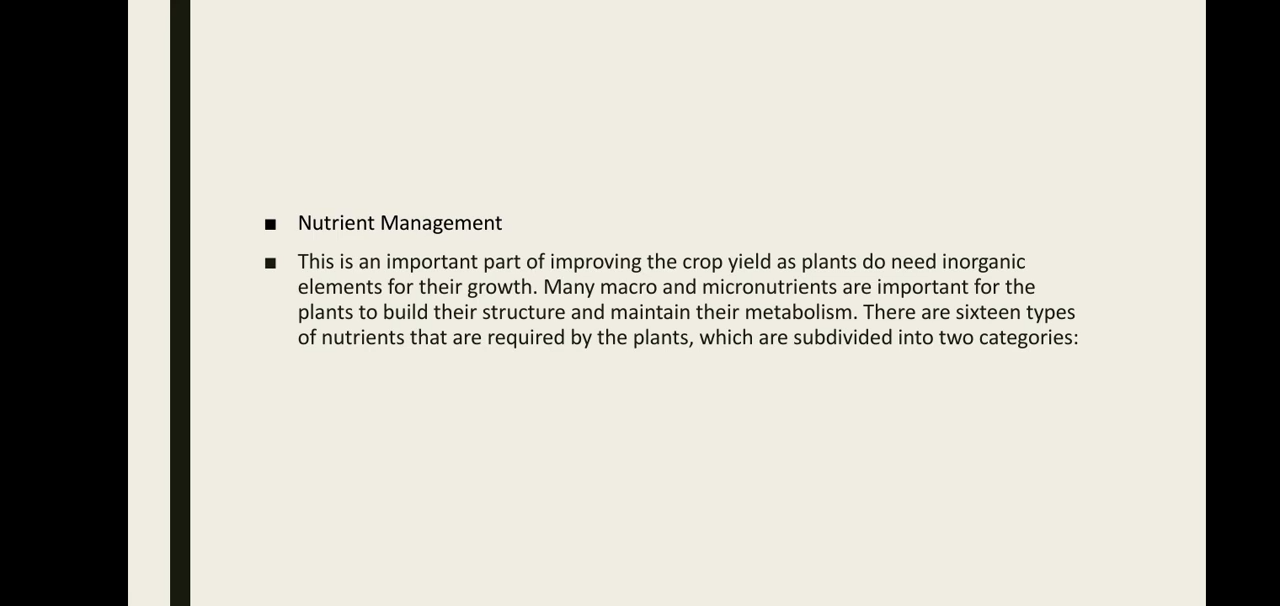 ■ Nutrient Management
■ This is an important part of improving the crop yield as plants do need inorganic
elements for their growth. Many macro and micronutrients are important for the
plants to build their structure and maintain their metabolism. There are sixteen types
of nutrients that are required by the plants, which are subdivided into two categories: